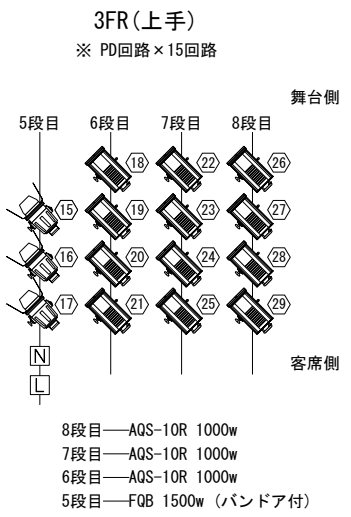 3FR(上手)
※ PD回路×15回路
舞台側
5段目 6段目 7段目 8段目
18 22 26
15 19 23 27
16 20 24 28
17 21 25 29
N
L
客席側
8段目──AQS-10R 1000w
7段目──AQS-10R 1000w
6段目──AQS-10R 1000w
5段目──FQB 1500w (バンドア付)